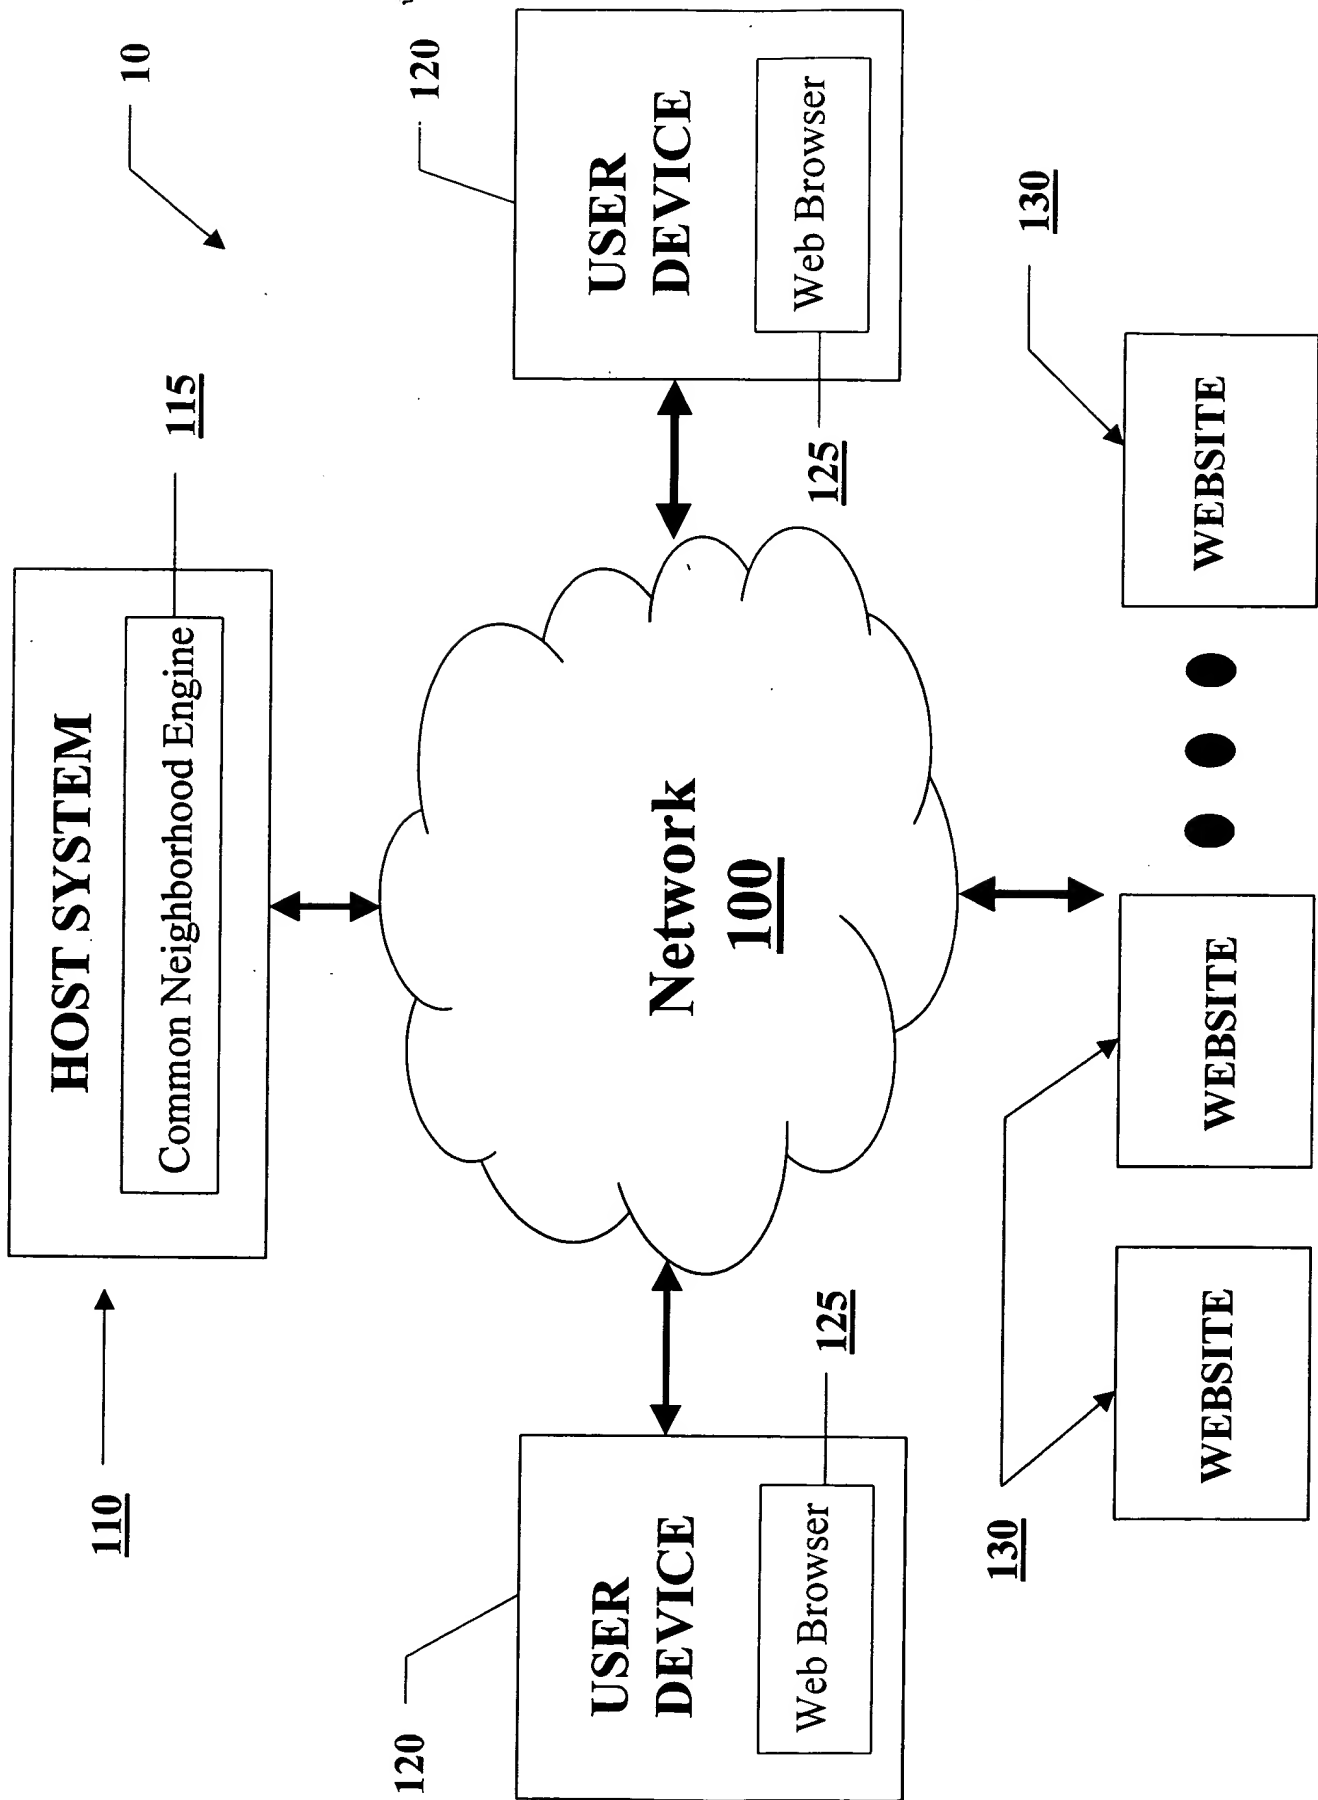 10
110
HOST SYSTEM
Common Neighborhood Engine
115
120
USER
DEVICE
Web Browser
125
Network
100
120
USER
DEVICE
Web Browser
125
130
WEBSITE
WEBSITE
WEBSITE
130